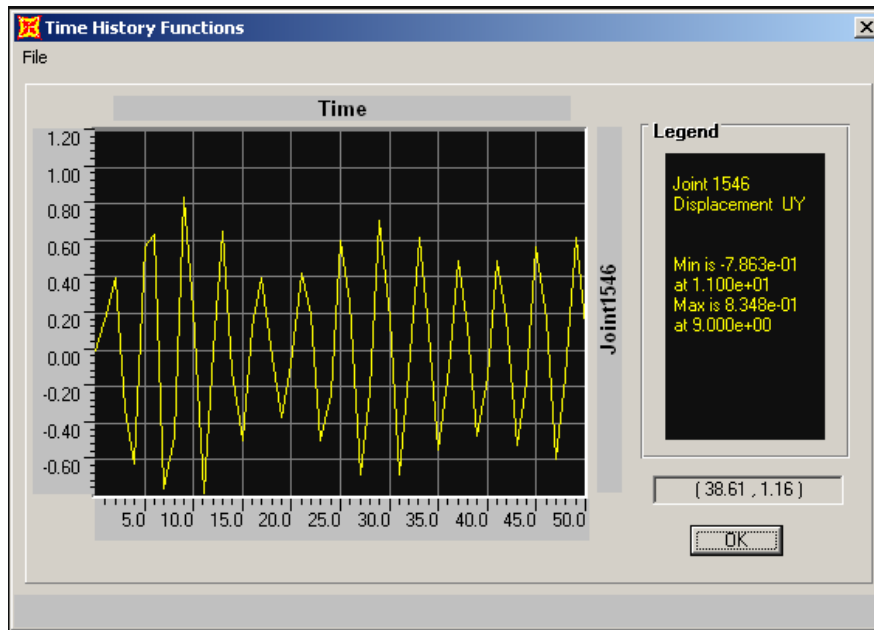 Time History Functions
File
Time
1.20
1.00
0.80
0.60
0.40
0.20
0.00
-0.20
-0.40
-0.60
5.0 10.0 15.0 20.0 25.0 30.0 35.0 40.0 45.0 50.0
Joint1546
Legend
Joint 1546
Displacement UY
Min is -7.863e-01
at 1.100e+01
Max is 8.348e-01
at 9.000e+00
( 38.61 , 1.16 )
OK